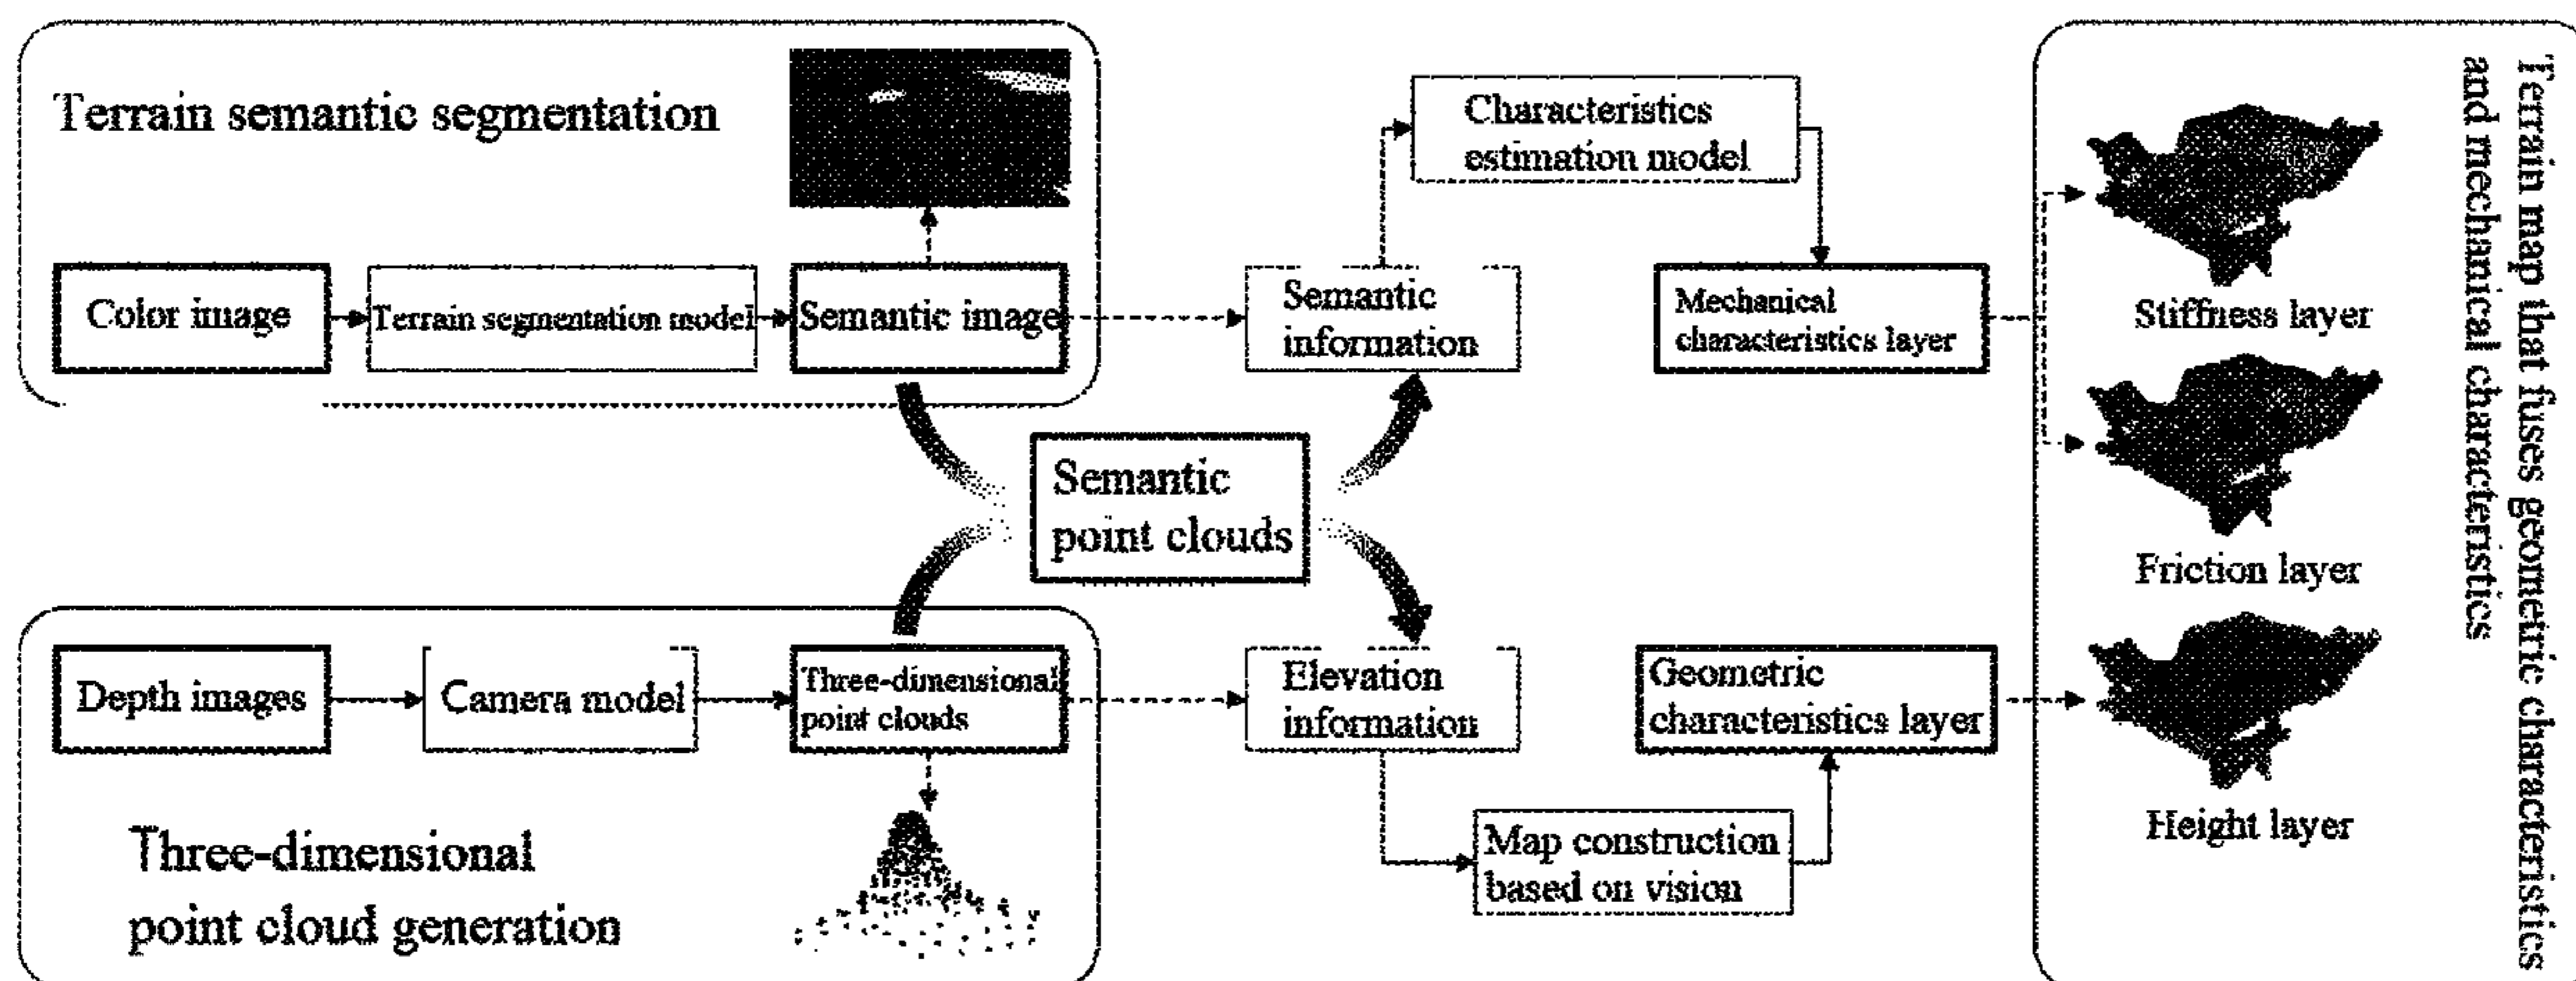 Terrain semantic segmentation
Color image
Terrain segmentation model
Semantic image
Semantic
information
Characteristics
estimation model
Mechanical
characteristics layer
Semantic
point clouds
Depth images
Camera model
Three-dimensional
point clouds
Elevation
information
Map construction
based on vision
Geometric
characteristics layer
Three-dimensional
point cloud generation
Stiffness layer
Friction layer
Height layer
Terrain map that fuses geometric characteristics
and mechanical characteristics